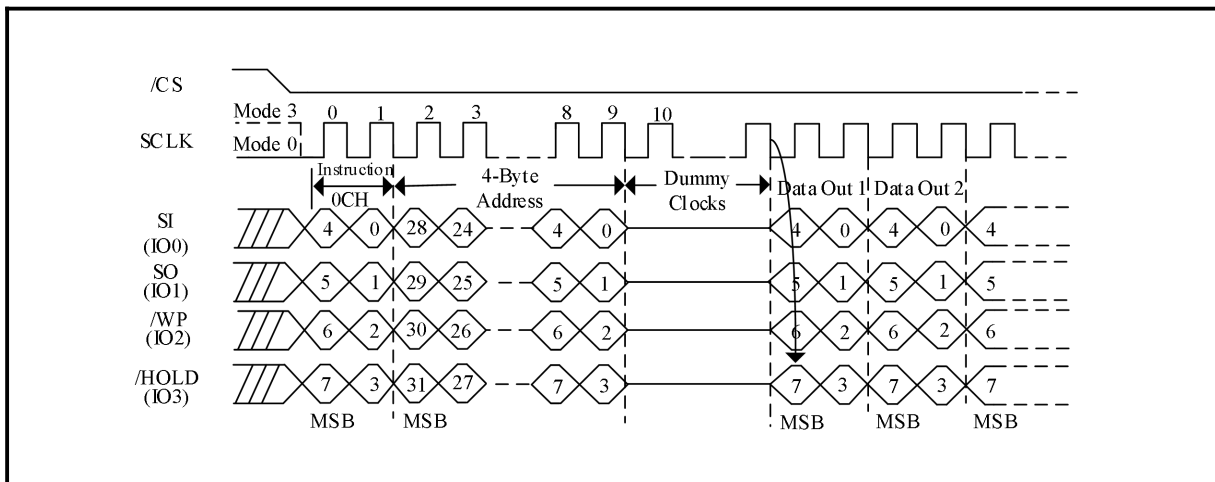 /CS
Mode 3 0 1 2 3 8 9 10
SCLK
Mode 0
Instruction 4-Byte Dummy Data Out 1 Data Out 2
0CH Address Clocks
SI 4 0 28 24 4 0 4 0 4 0 4
(IO0)
SO 5 1 29 25 5 1 5 1 5 1 5
(IO1)
/WP 6 2 30 26 6 2 6 2 6 2 6
(IO2)
/HOLD 7 3 31 27 7 3 7 3 7 3 7
(IO3)
MSB MSB MSB MSB MSB